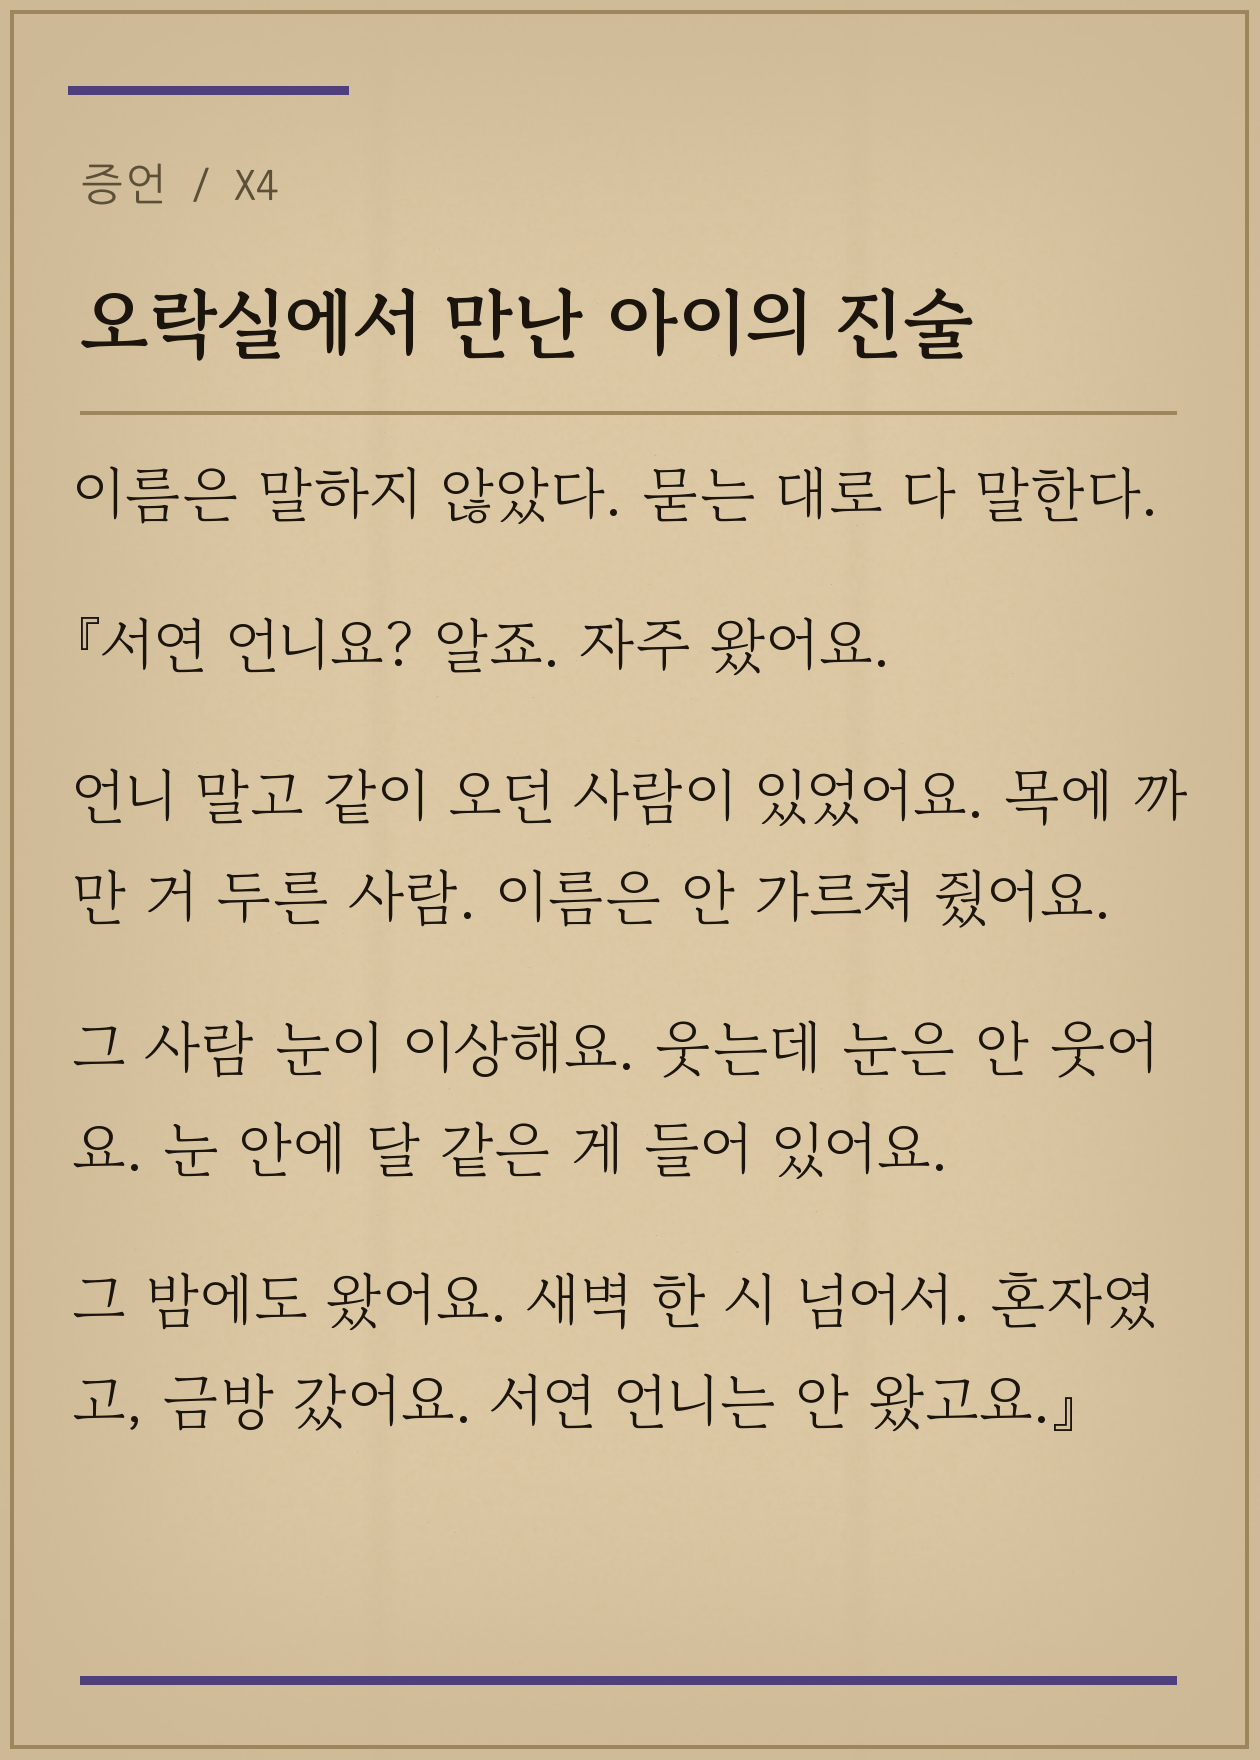 증언 / X4
오락실에서 만난 아이의 진술
이름은 말하지 않았다. 묻는 대로 다 말한다.
『서연 언니요? 알죠. 자주 왔어요.
언니 말고 같이 오던 사람이 있었어요. 목에 까
만 거 두른 사람. 이름은 안 가르쳐 줬어요.
그 사람 눈이 이상해요. 웃는데 눈은 안 웃어
요. 눈 안에 달 같은 게 들어 있어요.
그 밤에도 왔어요. 새벽 한 시 넘어서. 혼자였
고, 금방 갔어요. 서연 언니는 안 왔고요.』